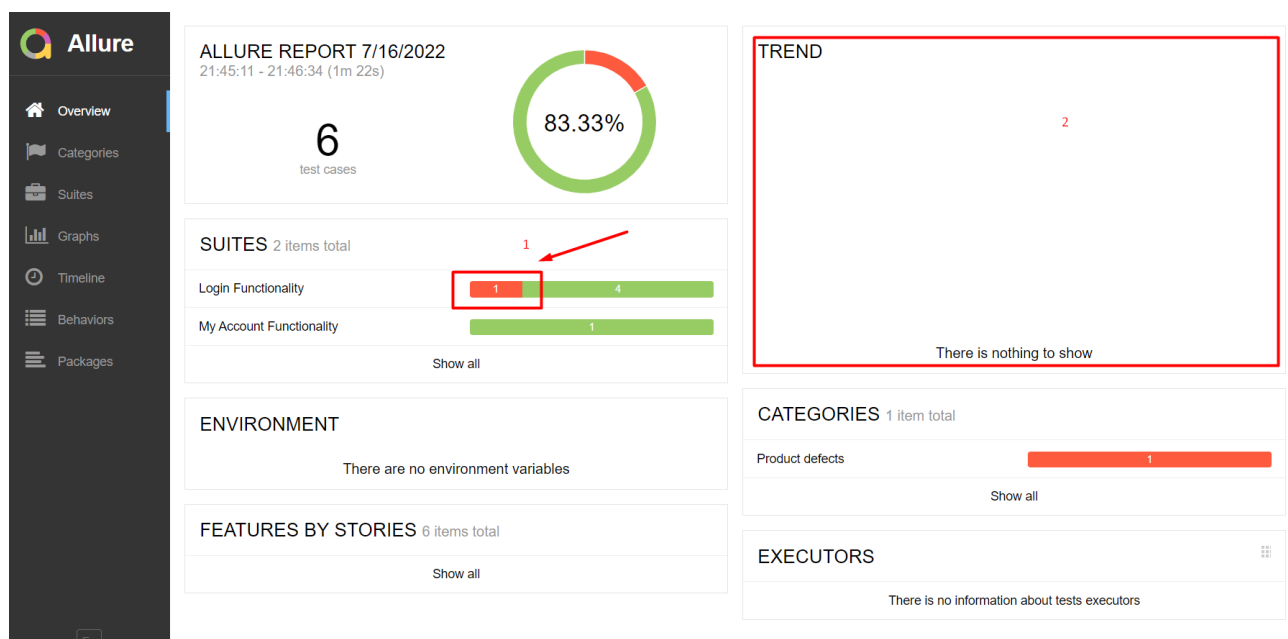 Allure
Overview
Categories
Suites
Graphs
Timeline
Behaviors
Packages
ALLURE REPORT 7/16/2022
21:45:11 - 21:46:34 (1m 22s)
6
test cases
83.33%
SUITES 2 items total
1
Login Functionality 1 4
My Account Functionality 1
Show all
ENVIRONMENT
There are no environment variables
FEATURES BY STORIES 6 items total
Show all
TREND
2
There is nothing to show
CATEGORIES 1 item total
Product defects 1
Show all
EXECUTORS
There is no information about tests executors